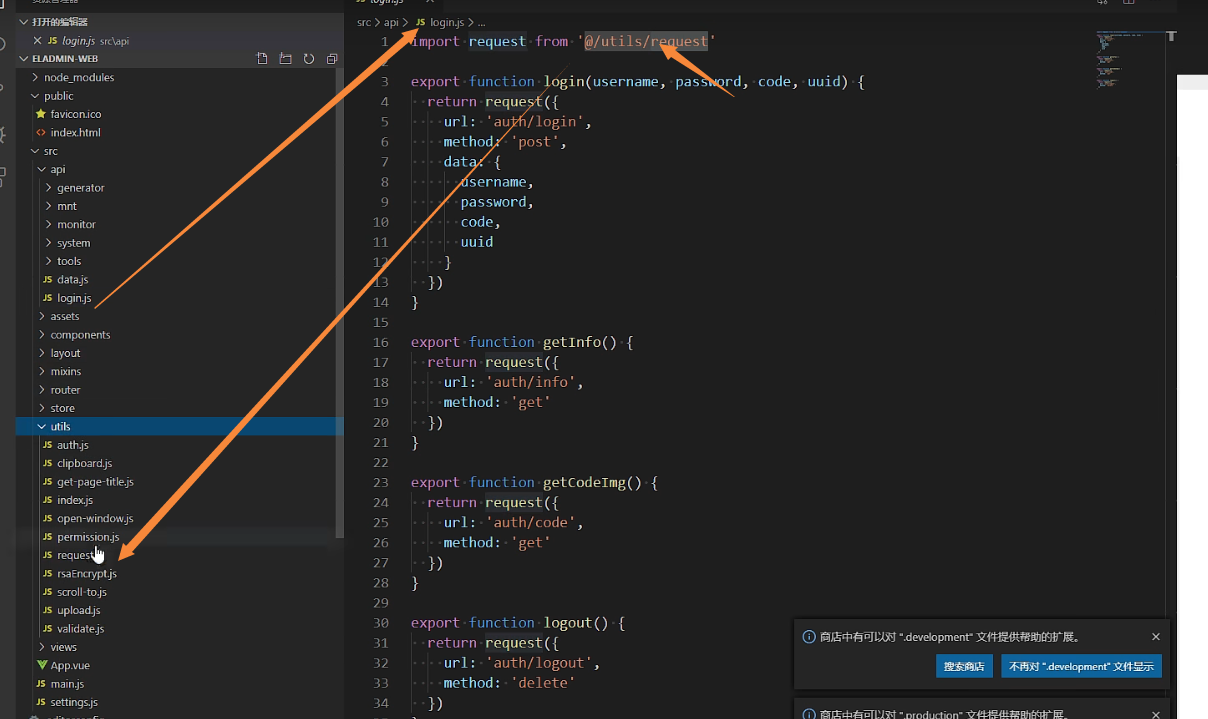 资源管理器
login.js
打开的编辑器
JS login.js src\api
ELADMIN-WEB
node_modules
public
favicon.ico
<> index.html
src
api
generator
mnt
monitor
system
tools
JS data.js
JS login.js
assets
components
layout
mixins
router
store
utils
JS auth.js
JS clipboard.js
JS get-page-title.js
JS index.js
JS open-window.js
JS permission.js
JS request
JS rsaEncrypt.js
JS scroll-to.js
JS upload.js
JS validate.js
views
App.vue
JS main.js
JS settings.js
src > api > JS login.js > ...
1 import request from '@/utils/request'
2
3 export function login(username, password, code, uuid) {
4 return request({
5 url: 'auth/login',
6 method: 'post',
7 data: {
8 username,
9 password,
10 code,
11 uuid
12 }
13 })
14 }
15
16 export function getInfo() {
17 return request({
18 url: 'auth/info',
19 method: 'get'
20 })
21 }
22
23 export function getCodeImg() {
24 return request({
25 url: 'auth/code',
26 method: 'get'
27 })
28 }
29
30 export function logout() {
31 return request({
32 url: 'auth/logout',
33 method: 'delete'
34 })
商店中有可以对 ".development" 文件提供帮助的扩展。
搜索商店
不再对 ".development" 文件显示
商店中有可以对 ".production" 文件提供帮助的扩展。